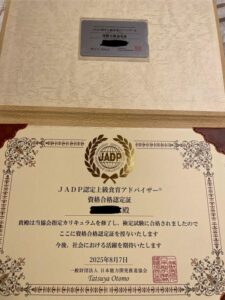 JADP
JADP認定上級食育アドバイザー®
資格合格認定証
殿
貴殿は当協会指定カリキュラムを修了し、検定試験に合格されましたので
ここに資格合格認定証を授与いたします
今後、社会における活躍を期待いたします
2025年8月7日
一般財団法人 日本能力開発推進協会
Tatsuya Otomo